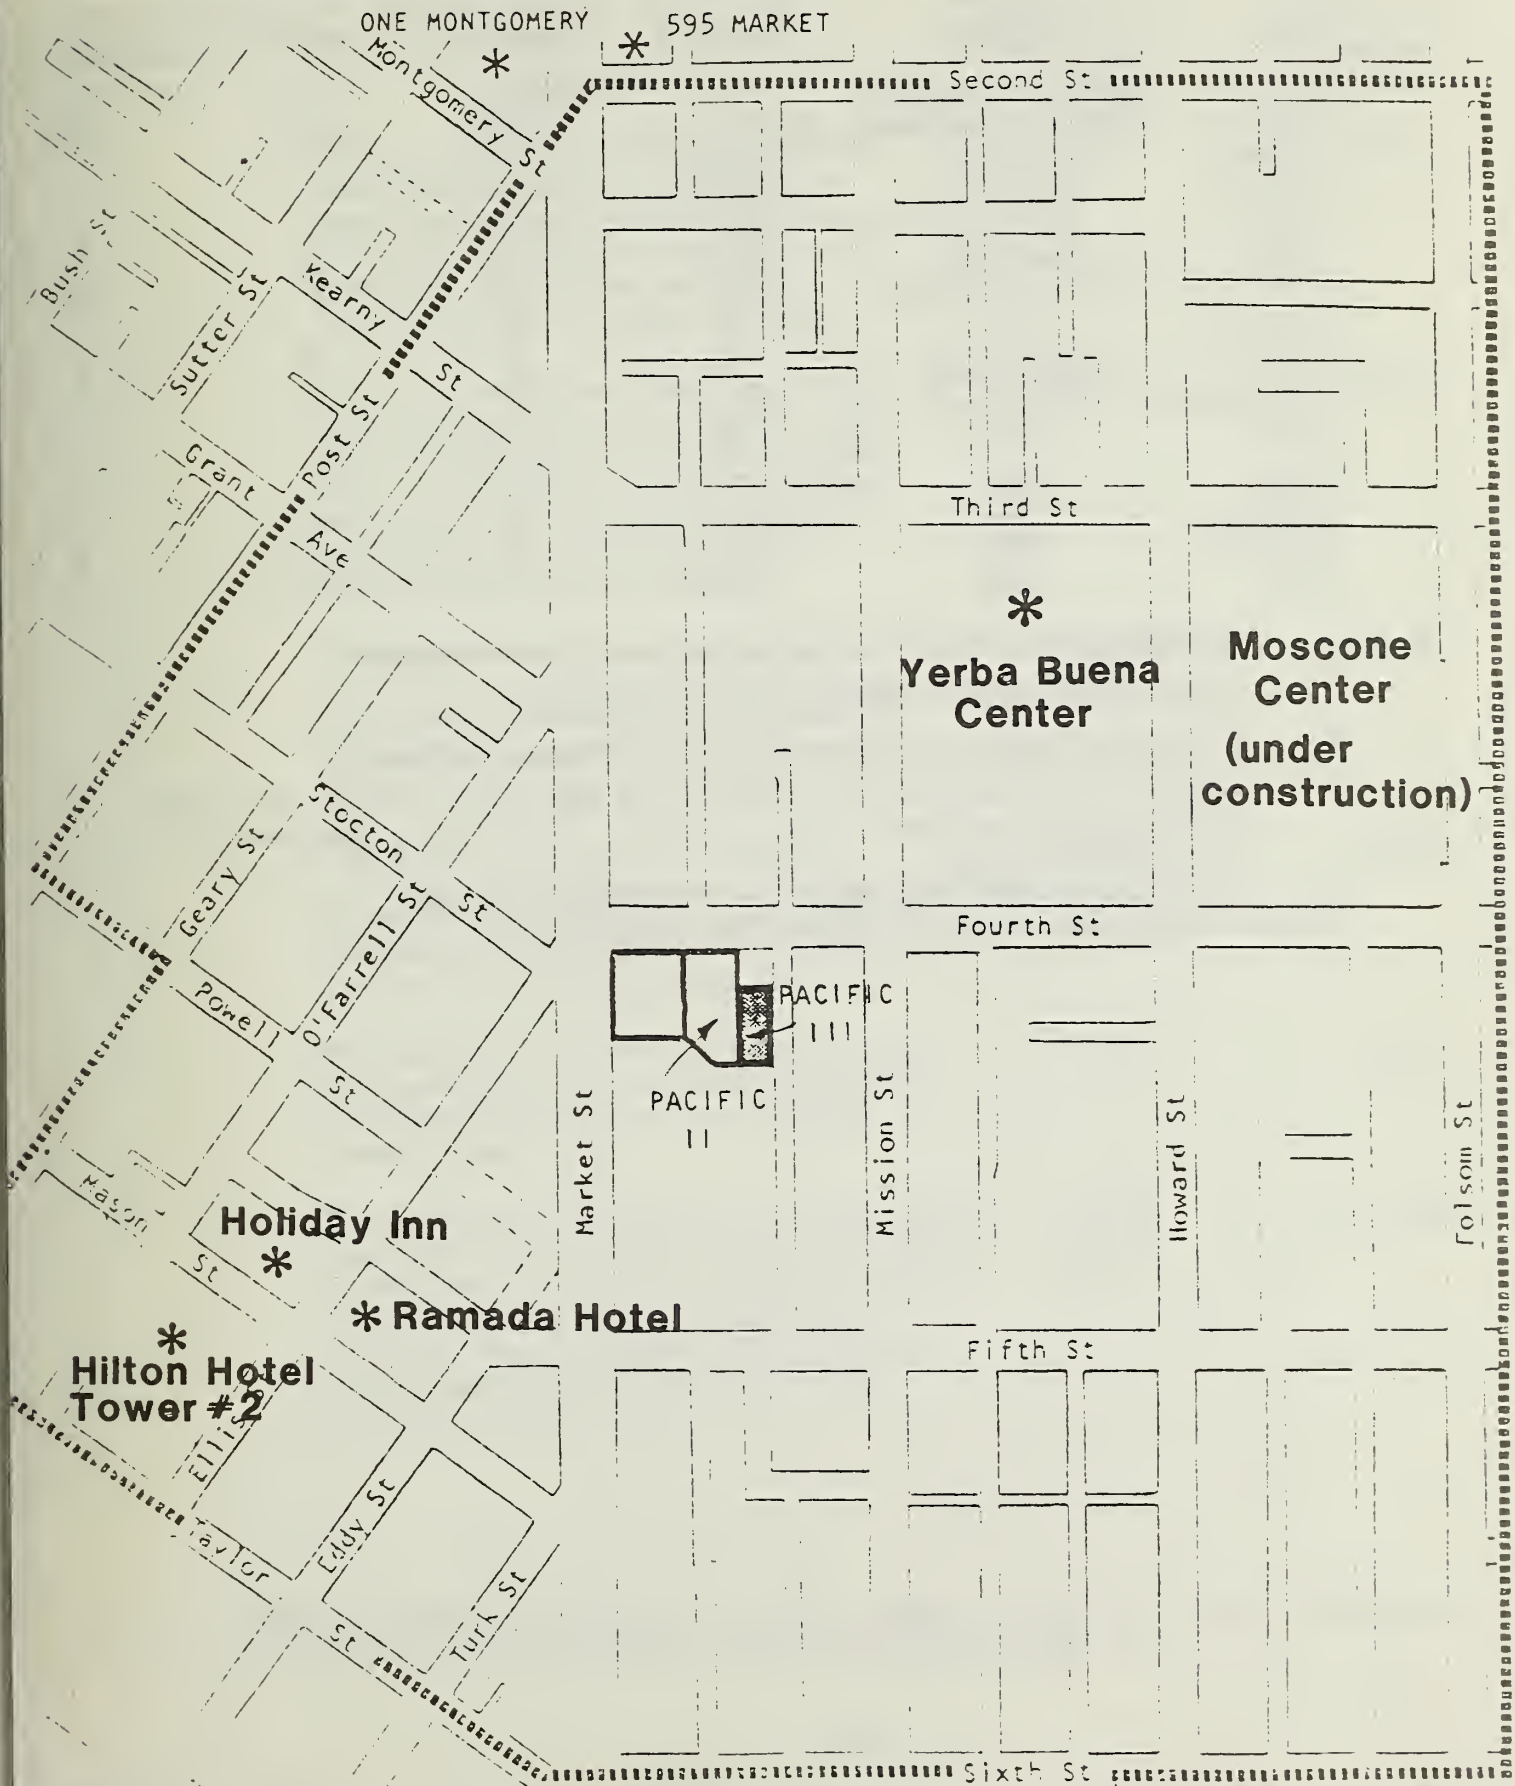 ONE MONTGOMERY
595 MARKET
Montgomery St
Second St
Bush St
Sutter St
Kearny St
Post St
Grant Ave
Third St
Yerba Buena
Center
Moscone
Center
(under
construction)
Stocton St
Geary St
O'Farrell St
Fourth St
Powell St
PACIFIC
III
PACIFIC
II
Market St
Mission St
Howard St
Folsom St
Mason St
Holiday Inn
Ramada Hotel
Hilton Hotel
Tower #2
Fifth St
Ellis
Eddy St
Taylor St
Turk St
Sixth St